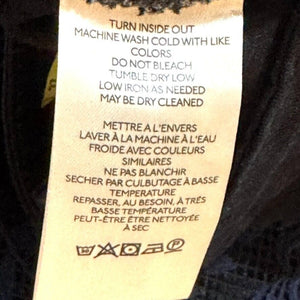 TURN INSIDE OUT
MACHINE WASH COLD WITH LIKE
COLORS
DO NOT BLEACH
TUMBLE DRY LOW
LOW IRON AS NEEDED
MAY BE DRY CLEANED
METTRE A L'ENVERS
LAVER À LA MACHINE À L'EAU
FROIDE AVEC COULEURS
SIMILAIRES
NE PAS BLANCHIR
SECHER PAR CULBUTAGE À BASSE
TEMPÉRATURE
REPASSER, AU BESOIN, À TRÈS
BASSE TEMPÉRATURE
PEUT-ÊTRE ÊTRE NETTOYÉE
À SEC